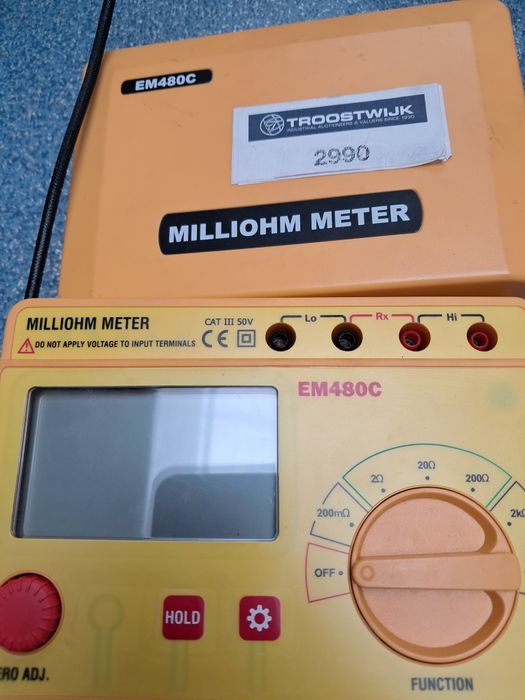 EM480C
TROOSTWIJK
INDUSTRIAL AUCTIONEERS & VALUERS SINCE 1930
2990
MILLIOHM METER
MILLIOHM METER
CAT III 50V
Lo Rx Hi
DO NOT APPLY VOLTAGE TO INPUT TERMINALS
CE
EM480C
20Ω
2Ω 200Ω
200mΩ 2kΩ
OFF
HOLD
ERO ADJ.
FUNCTION